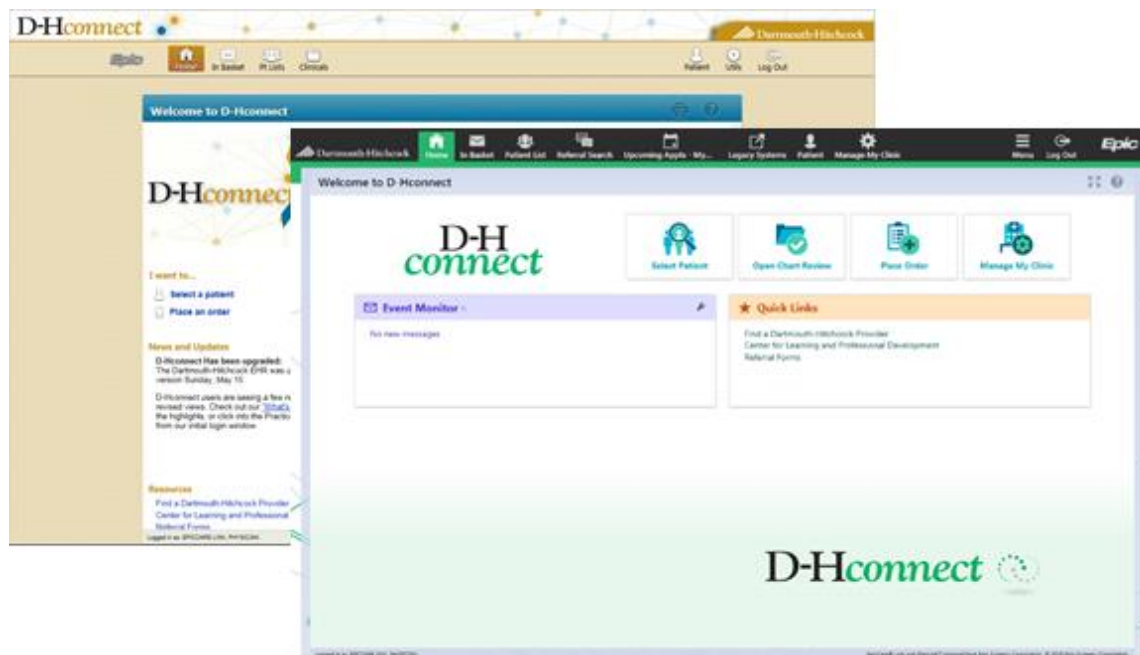 D-Hconnect
Dartmouth-Hitchcock
Epic
Home
In Basket
Pt Lists
Clinicals
Patient
Utils
Log Out
Welcome to D-Hconnect
D-Hconnec
I want to...
Select a patient
Place an order
News and Updates
D-Hconnect Has been upgraded:
The Dartmouth-Hitchcock EHR was u
version Sunday, May 15
D-Hconnect users are seeing a few n
revised views. Check out our "What's
the highlights, or click into the Practic
from our initial login window.
Resources
Find a Dartmouth-Hitchcock Provider
Center for Learning and Professional
Referral Forms
Logged in as: EPICCARE LINK, PHYSICIAN
Dartmouth-Hitchcock
Home
In Basket
Patient List
Referral Search
Upcoming Appts - My...
Legacy Systems
Patient
Manage My Clinic
Menu
Log Out
Epic
Welcome to D-Hconnect
D-H
connect
Select Patient
Open Chart Review
Place Order
Manage My Clinic
Event Monitor
No new messages
Quick Links
Find a Dartmouth-Hitchcock Provider
Center for Learning and Professional Development
Referral Forms
D-Hconnect